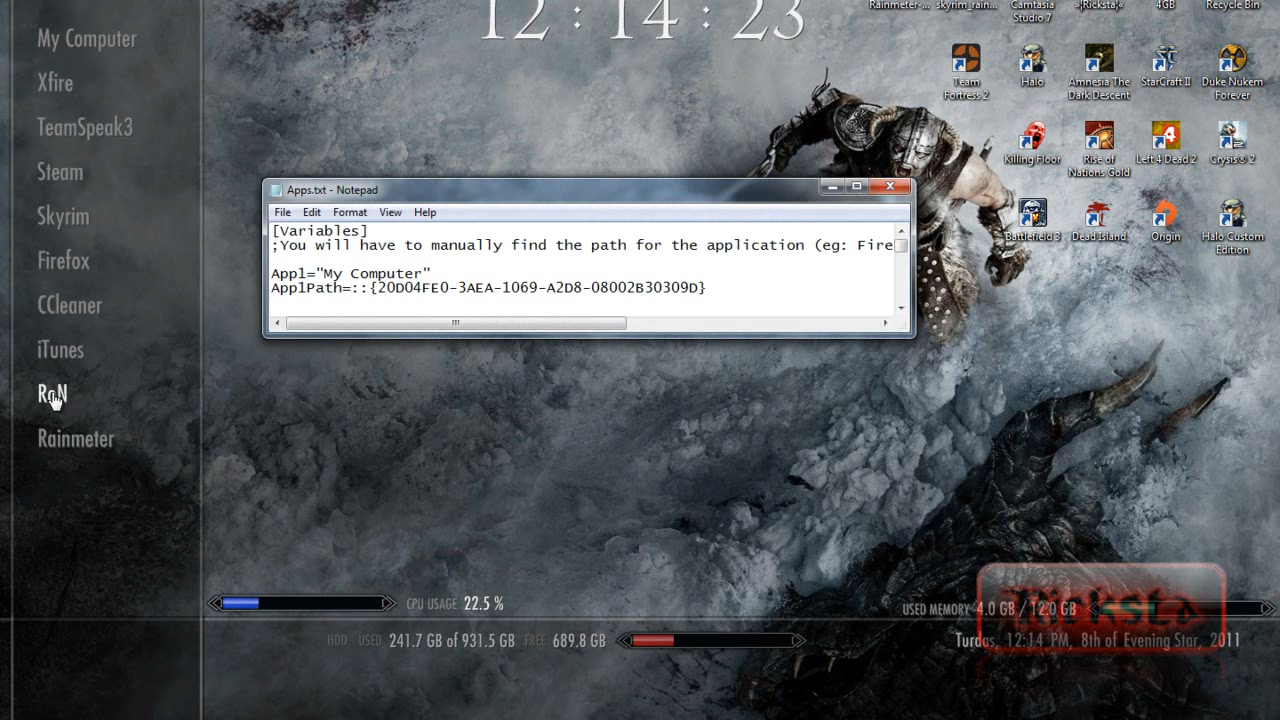 My Computer
Xfire
TeamSpeak3
Steam
Skyrim
Firefox
CCleaner
iTunes
RoN
Rainmeter
12 : 14 : 23
Rainmeter-...
skyrim_rain...
Camtasia
Studio 7
»¦Ricksta¦«
4GB
Recycle Bin
Team
Fortress 2
Halo
Amnesia The
Dark Descent
StarCraft II
Duke Nukem
Forever
Killing Floor
Rise of
Nations Gold
Left 4 Dead 2
Crysis® 2
Battlefield 3
Dead Island
Origin
Halo Custom
Edition
Apps.txt - Notepad
File Edit Format View Help
[Variables]
;You will have to manually find the path for the application (eg: Fire
App1="My Computer"
App1Path=::{20D04FE0-3AEA-1069-A2D8-08002B30309D}
CPU USAGE 22.5 %
USED MEMORY 4.0 GB / 12.0 GB
HDD USED 241.7 GB of 931.5 GB FREE 689.8 GB
Turdas, 12:14 PM, 8th of Evening Star, 2011
Ricksta